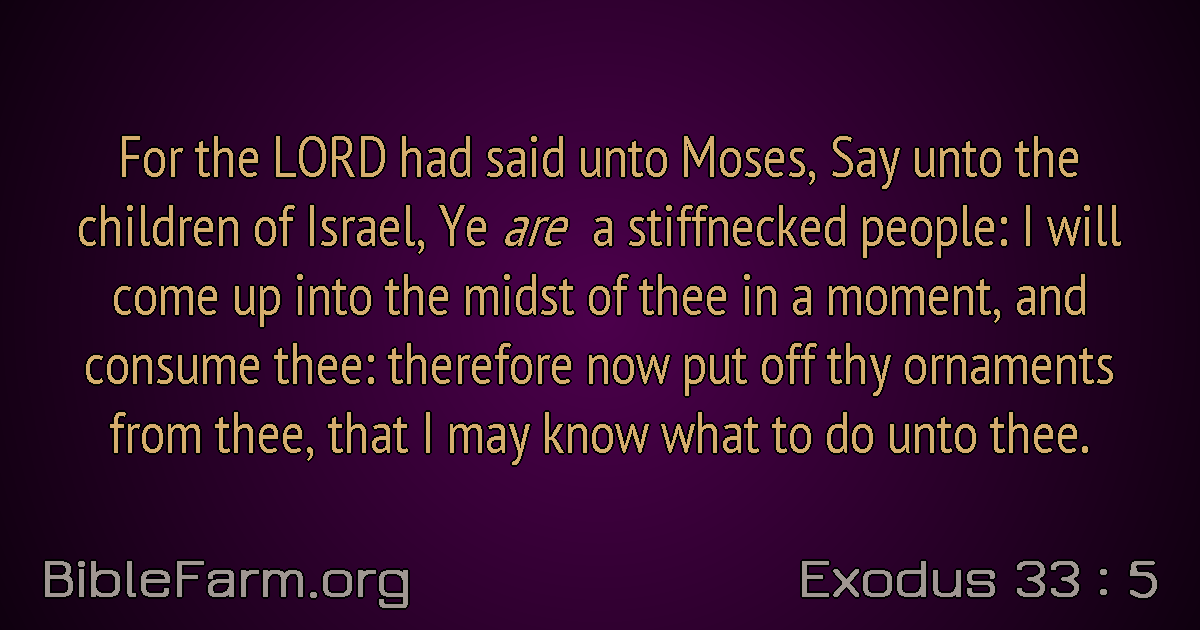 For the LORD had said unto Moses, Say unto the
children of Israel, Ye are a stiffnecked people: I will
come up into the midst of thee in a moment, and
consume thee: therefore now put off thy ornaments
from thee, that I may know what to do unto thee.
BibleFarm.org
Exodus 33 : 5